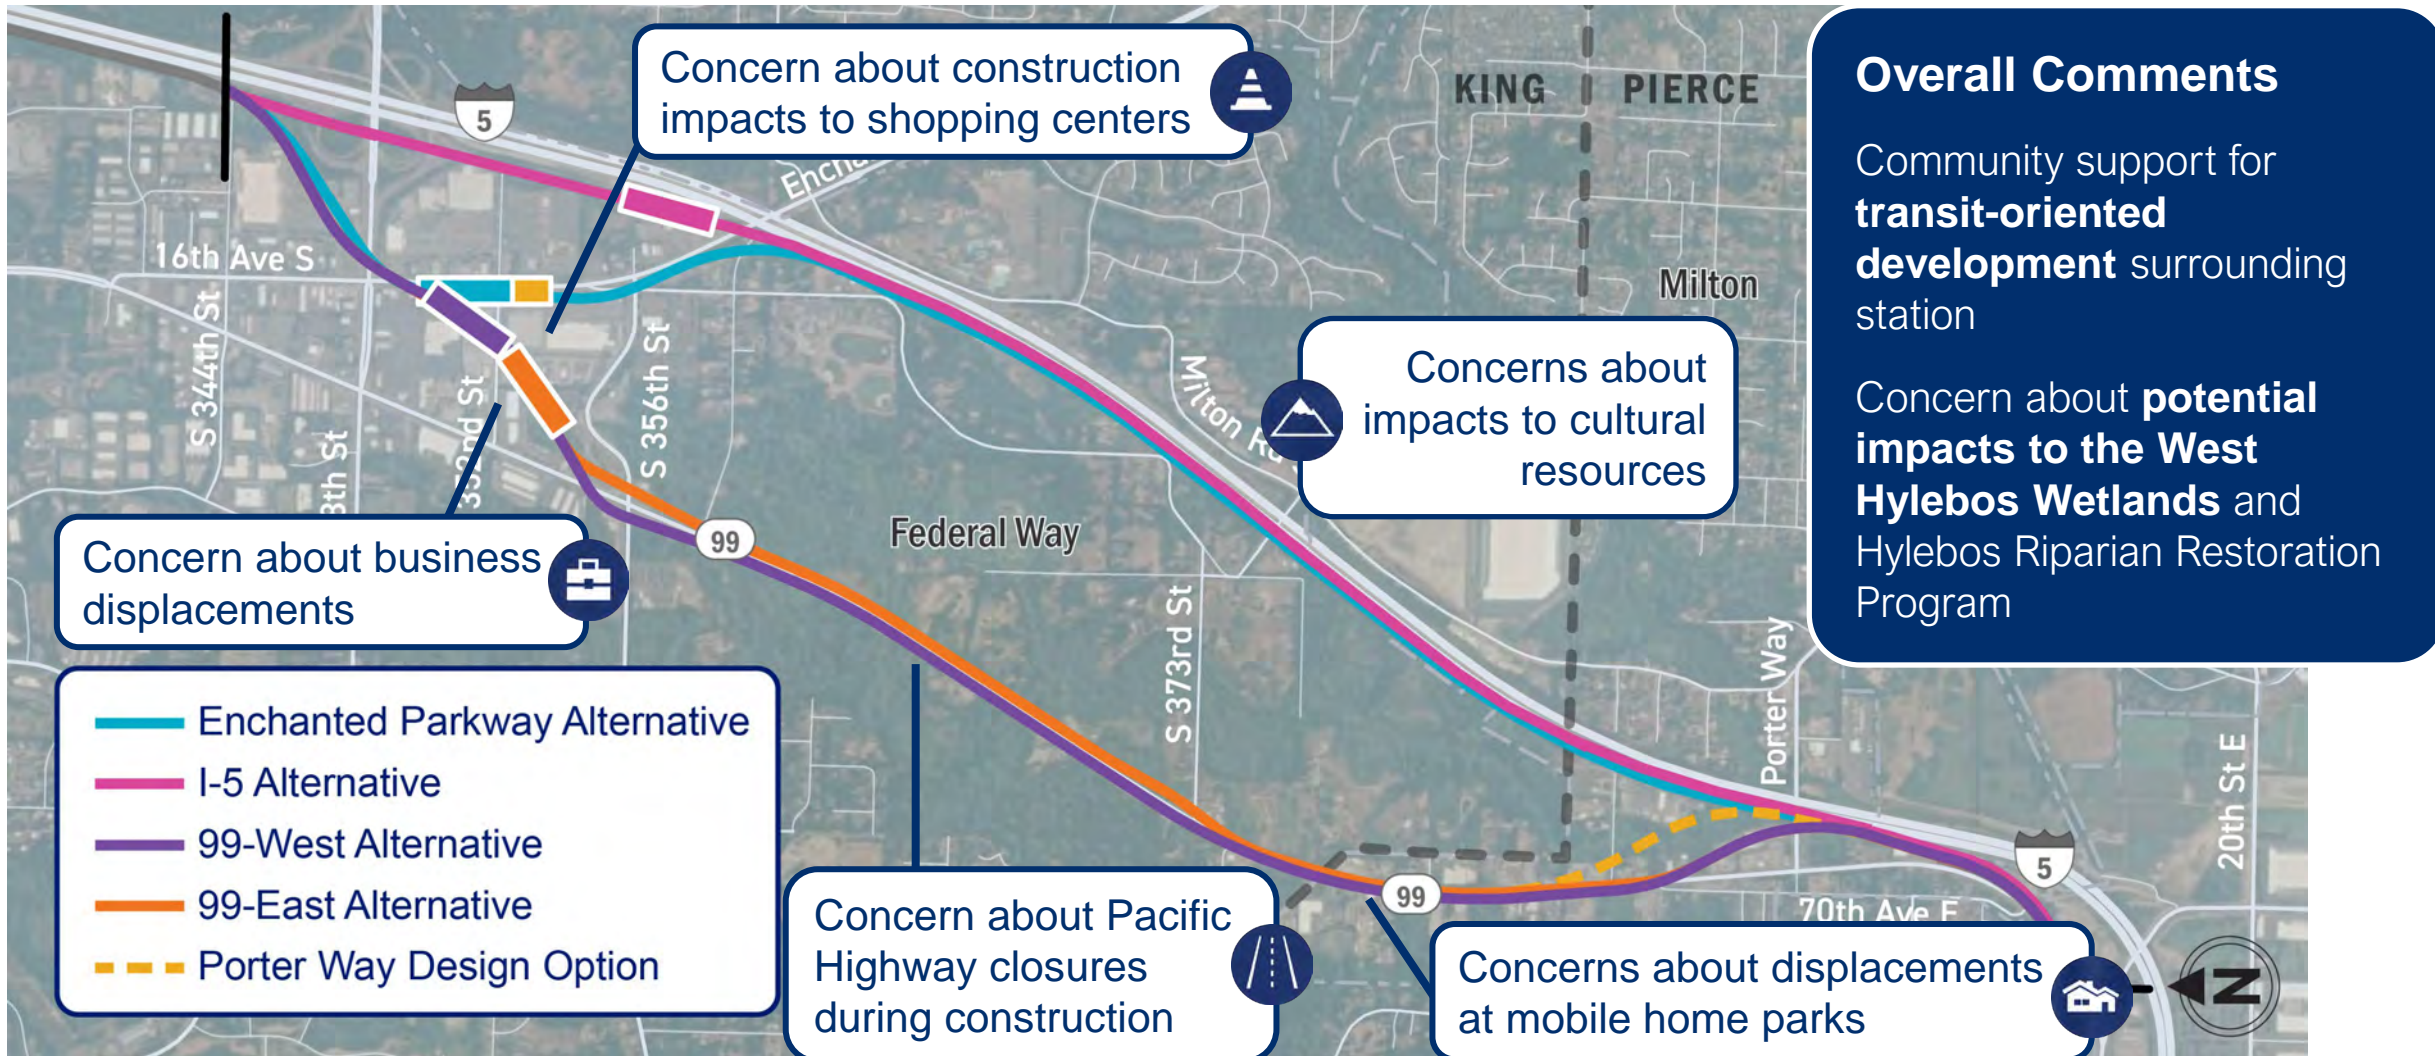 Concern about construction
impacts to shopping centers
KING
PIERCE
5
16th Ave S
S 344th St
S 356th St
Milton
Concerns about
impacts to cultural
resources
Federal Way
99
S 373rd St
Concern about business
displacements
Enchanted Parkway Alternative
I-5 Alternative
99-West Alternative
99-East Alternative
Porter Way Design Option
Concern about Pacific
Highway closures
during construction
99
Concerns about displacements
at mobile home parks
Porter Way
5
20th St E
N
Overall Comments
Community support for
transit-oriented
development surrounding
station
Concern about potential
impacts to the West
Hylebos Wetlands and
Hylebos Riparian Restoration
Program